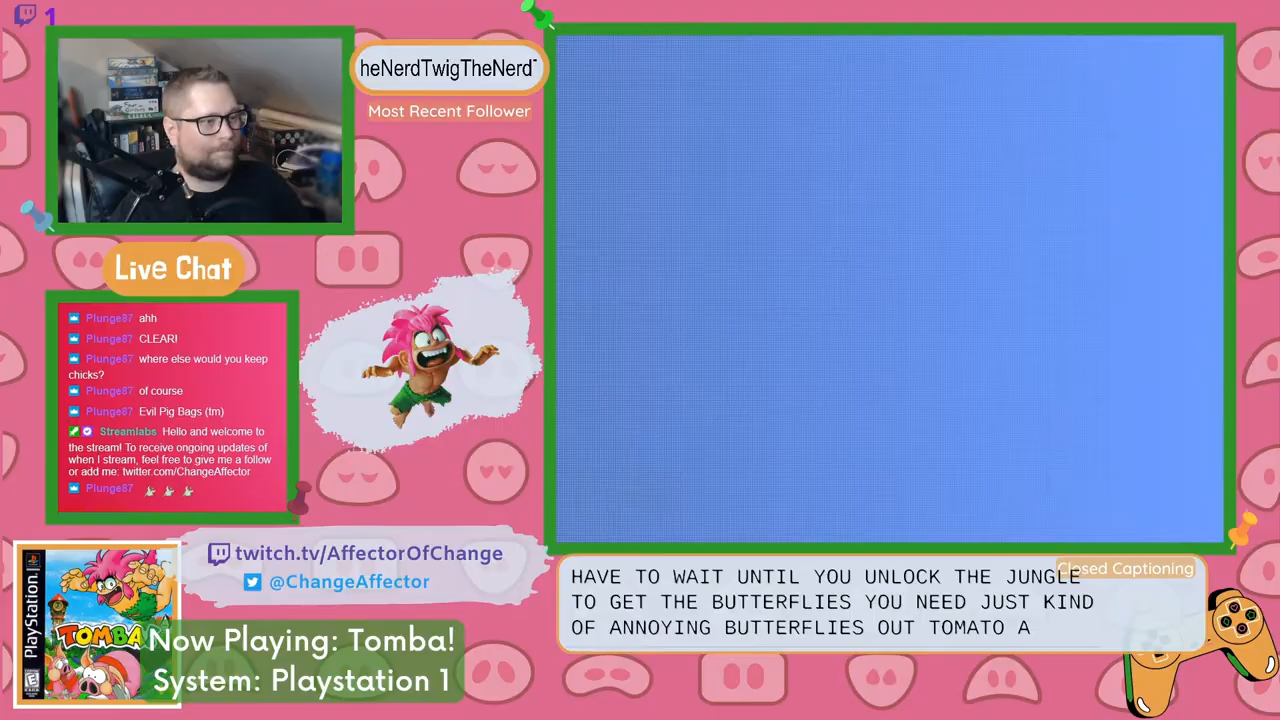 1
heNerdTwigTheNerdT
Most Recent Follower
Live Chat
Plunge87 ahh
Plunge87 CLEAR!
Plunge87 where else would you keep
chicks?
Plunge87 of course
Plunge87 Evil Pig Bags (tm)
Streamlabs Hello and welcome to
the stream! To receive ongoing updates of
when I stream, feel free to give me a follow
or add me: twitter.com/ChangeAffector
Plunge87
twitch.tv/AffectorOfChange
@ChangeAffector
PlayStation
TOMBA
Now Playing: Tomba!
System: Playstation 1
Closed Captioning
HAVE TO WAIT UNTIL YOU UNLOCK THE JUNGLE
TO GET THE BUTTERFLIES YOU NEED JUST KIND
OF ANNOYING BUTTERFLIES OUT TOMATO A